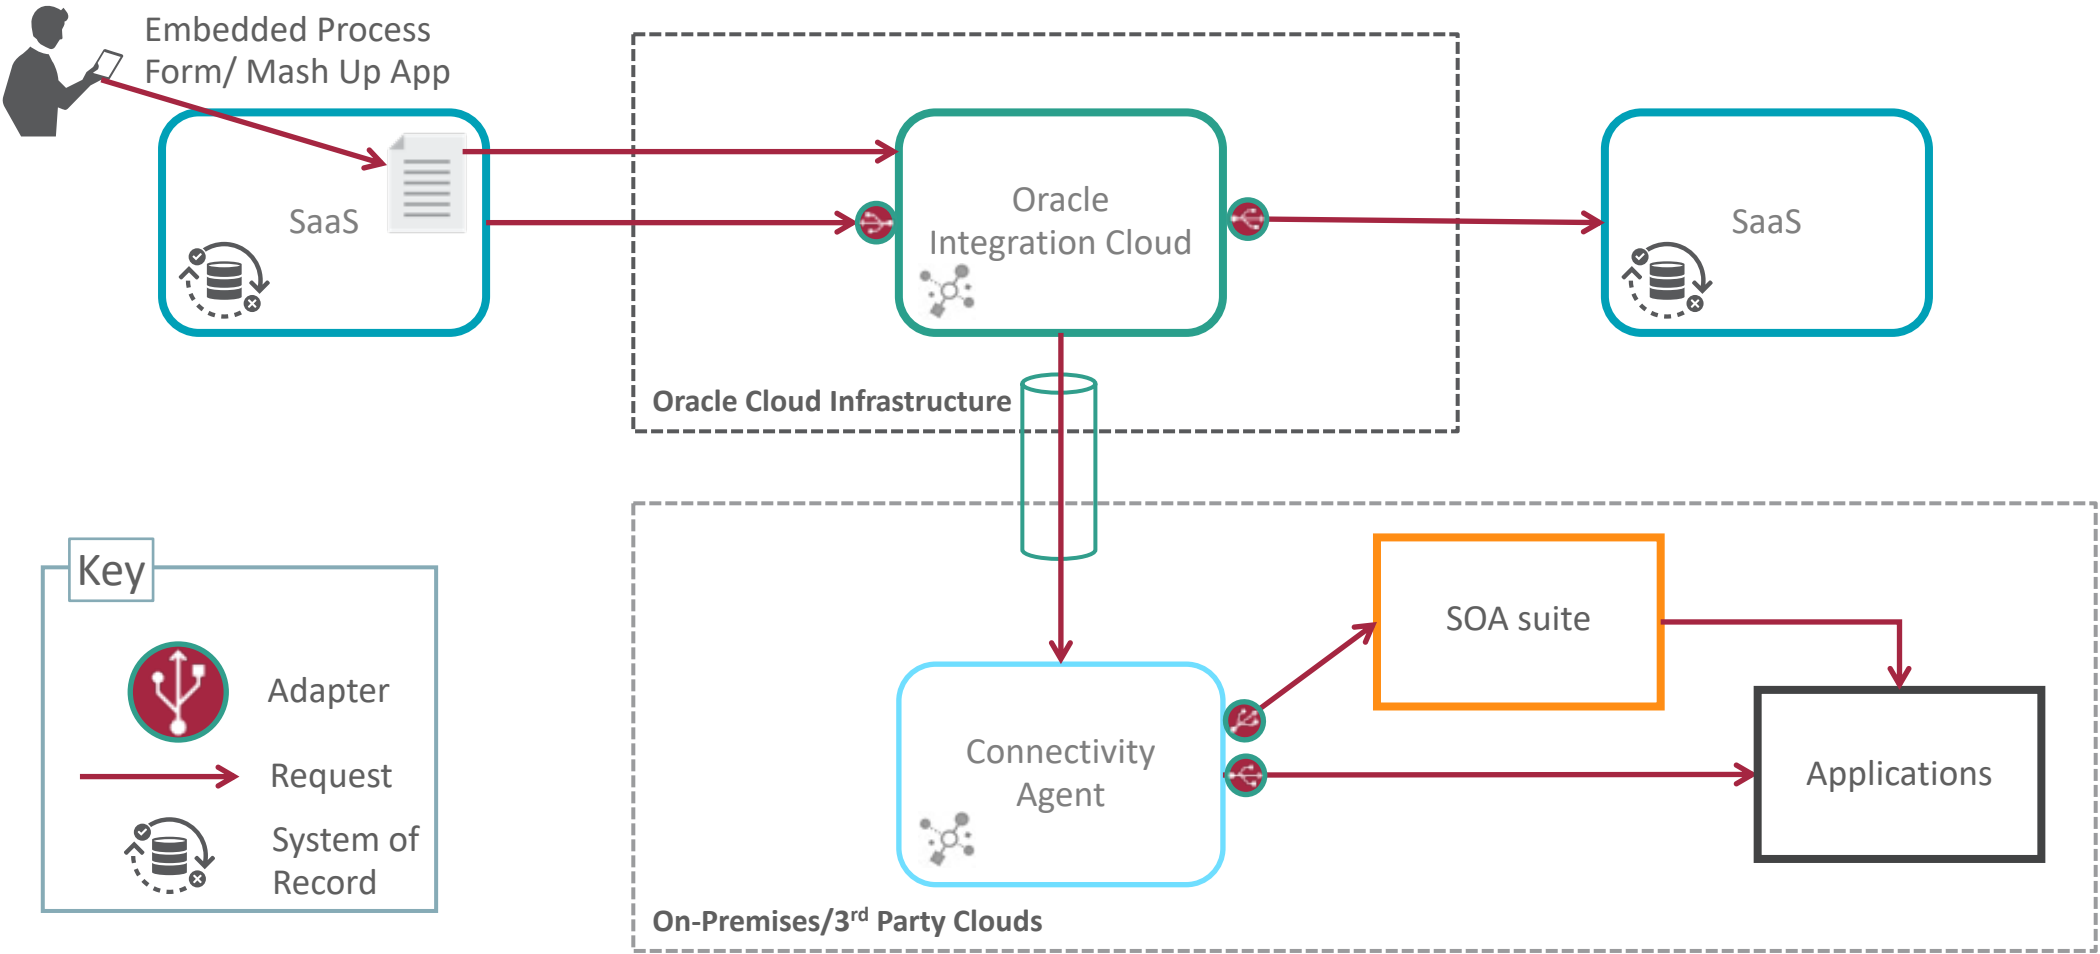 Embedded Process
Form/ Mash Up App
SaaS
Oracle
Integration Cloud
SaaS
Oracle Cloud Infrastructure
Key
Adapter
Request
System of
Record
SOA suite
Connectivity
Agent
Applications
On-Premises/3rd Party Clouds